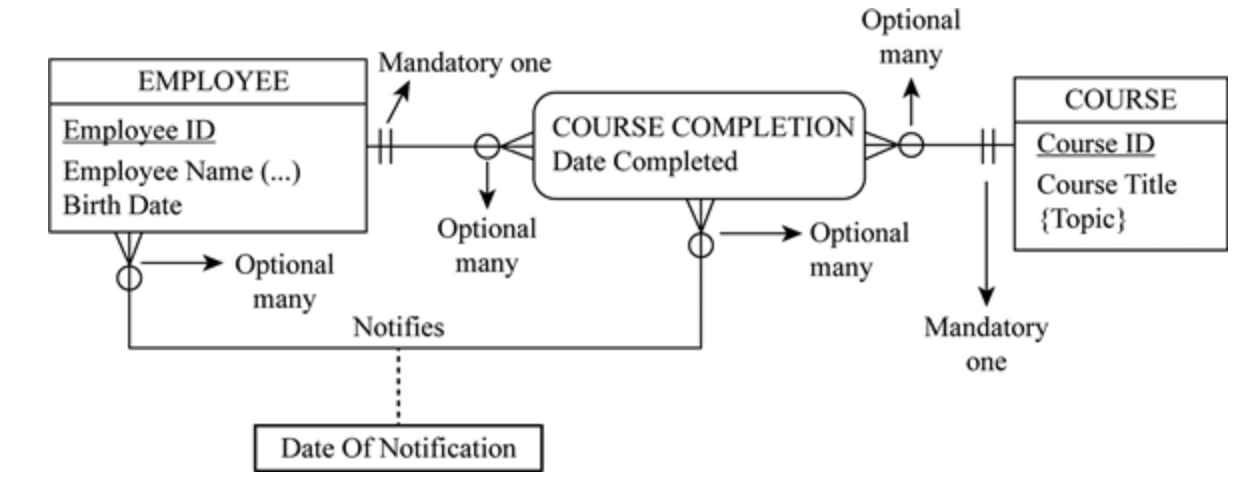 EMPLOYEE
Employee ID
Employee Name (...)
Birth Date
Mandatory one
Optional
many
COURSE COMPLETION
Date Completed
Optional
many
COURSE
Course ID
Course Title
{Topic}
Optional
many
Optional
many
Mandatory
one
Notifies
Date Of Notification